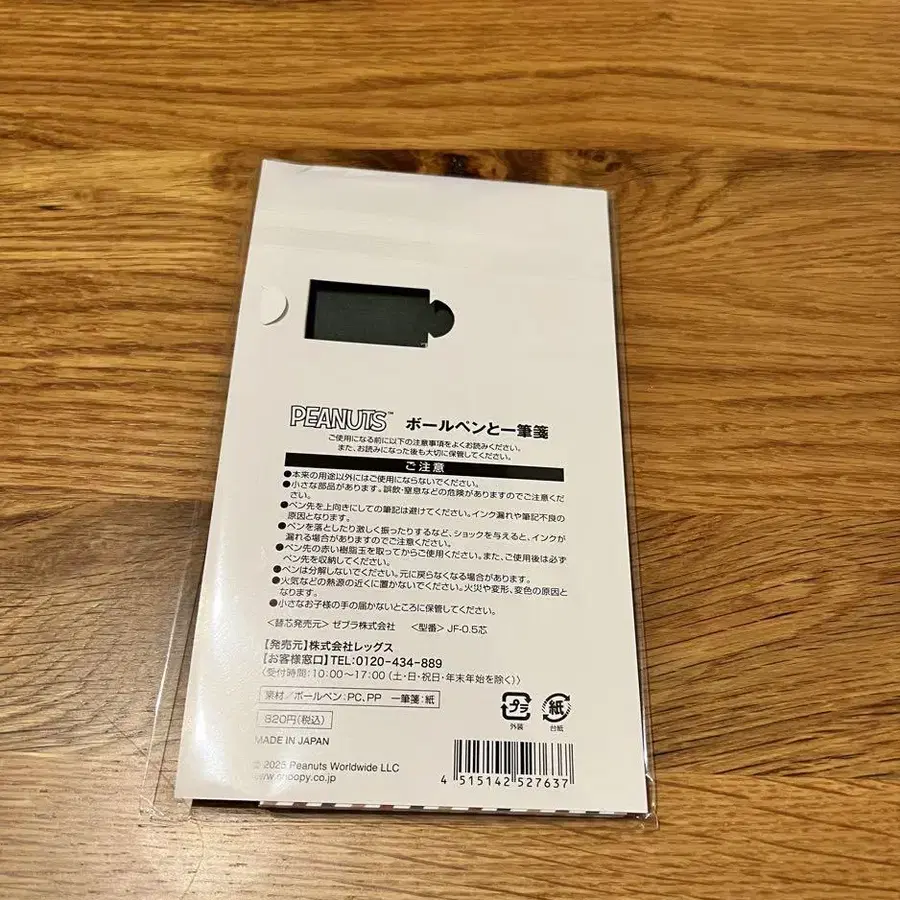 PEANUTS™ ボールペンと一筆箋
ご使用になる前に以下の注意事項をよくお読みください。
また、お読みになった後も大切に保管してください。
ご注意
●本来の用途以外にはご使用にならないでください。
●小さな部品があります。誤飲・窒息などの危険がありますのでご注意くだ
さい。
●ペン先を上向きにしての筆記は避けてください。インク漏れや筆記不良の
原因となります。
●ペンを落としたり激しく振ったりするなど、ショックを与えると、インクが
漏れる場合がありますのでご注意ください。
●ペン先の赤い樹脂玉を取ってからご使用ください。また、ご使用後は必ず
ペン先を収納してください。
●ペンは分解しないでください。元に戻らなくなる場合があります。
●火気などの熱源の近くに置かないでください。火災や変形、変色の原因と
なります。
●小さなお子様の手の届かないところに保管してください。
〈替芯発売元〉ゼブラ株式会社 〈型番〉JF-0.5芯
【発売元】株式会社レッグス
【お客様窓口】TEL:0120-434-889
〈受付時間:10:00〜17:00（土・日・祝日・年末年始を除く）〉
素材／ボールペン:PC、PP 一筆箋:紙
820円(税込)
プラ
外装
紙
台紙
MADE IN JAPAN
© 2025 Peanuts Worldwide LLC
www.snoopy.co.jp
4 515142 527637